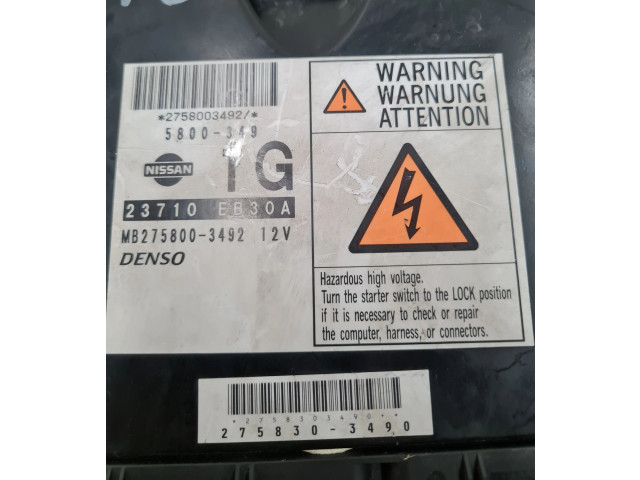 *2758003492/*
5800-349
NISSAN
TG
23710 EB30A
MB275800-3492 12V
DENSO
WARNING
WARNUNG
ATTENTION
Hazardous high voltage.
Turn the starter switch to the LOCK position
if it is necessary to check or repair
the computer, harness, or connectors.
*2758303490**
275830-3490